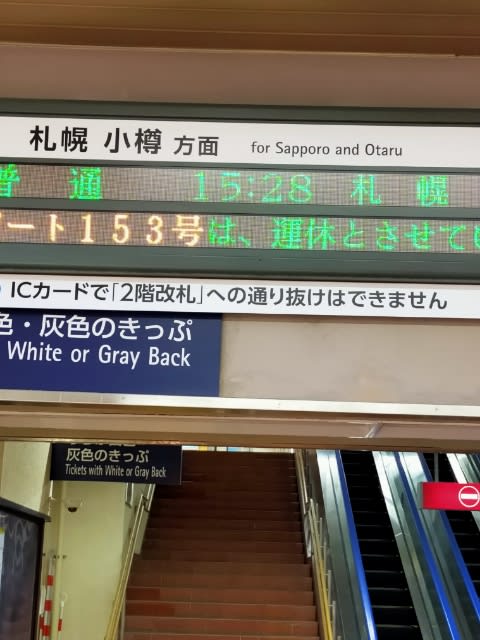 札幌 小樽 方面 for Sapporo and Otaru
普通 15:28 札幌
ート153号は、運休とさせてい
ICカードで「2階改札」への通り抜けはできません
色・灰色のきっぷ
White or Gray Back
灰色のきっぷ
Tickets with White or Gray Back